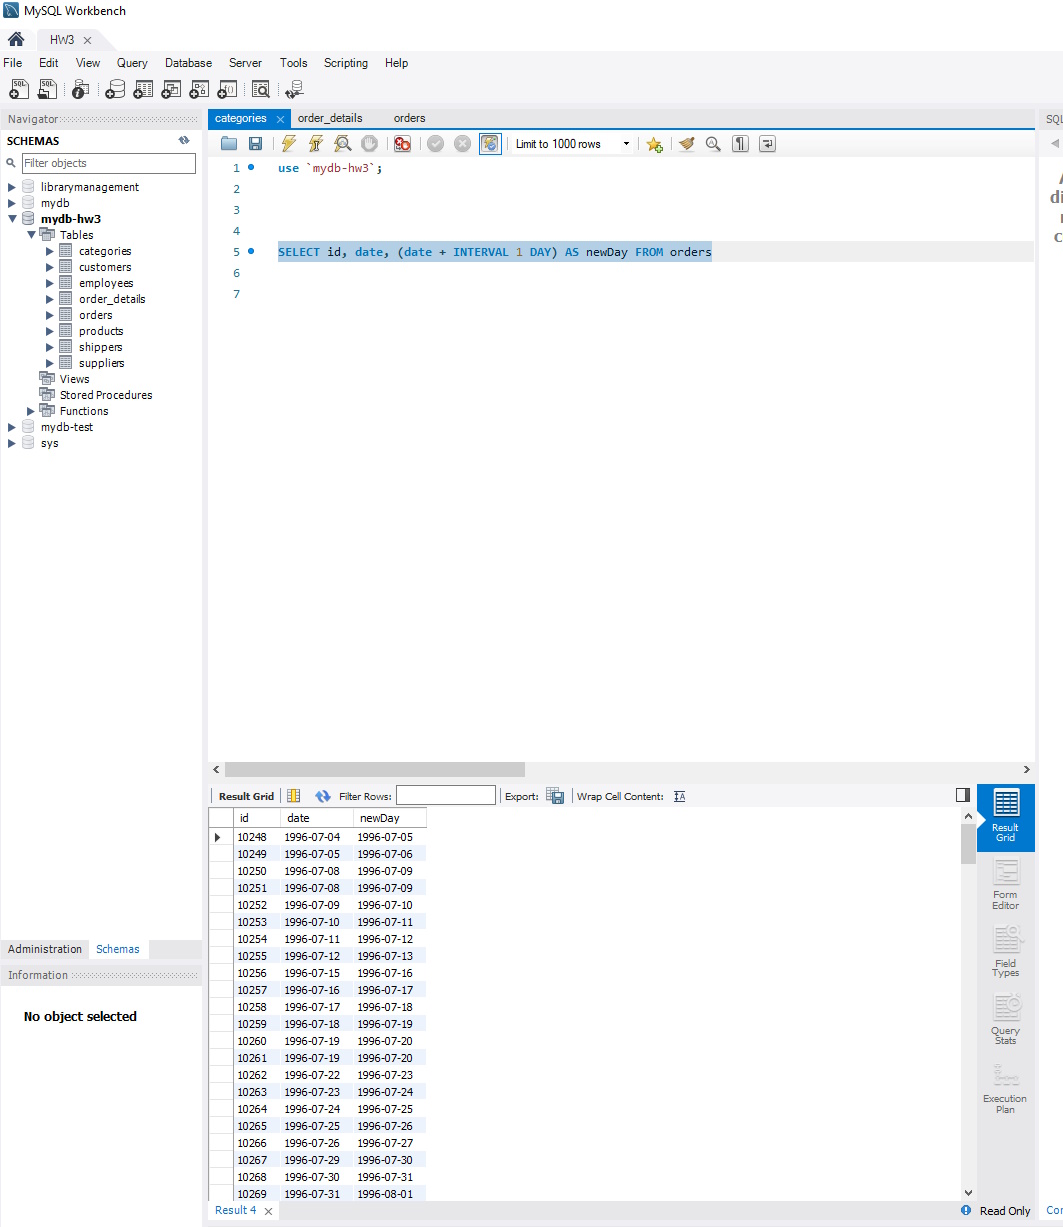 MySQL Workbench
HW3
File Edit View Query Database Server Tools Scripting Help
Navigator
SCHEMAS
Filter objects
librarymanagement
mydb
mydb-hw3
Tables
categories
customers
employees
order_details
orders
products
shippers
suppliers
Views
Stored Procedures
Functions
mydb-test
sys
Administration Schemas
Information
No object selected
categories order_details orders
Limit to 1000 rows
1 use `mydb-hw3`;
2
3
4
5 SELECT id, date, (date + INTERVAL 1 DAY) AS newDay FROM orders
6
7
Result Grid Filter Rows: Export: Wrap Cell Content:
id date newDay
10248 1996-07-04 1996-07-05
10249 1996-07-05 1996-07-06
10250 1996-07-08 1996-07-09
10251 1996-07-08 1996-07-09
10252 1996-07-09 1996-07-10
10253 1996-07-10 1996-07-11
10254 1996-07-11 1996-07-12
10255 1996-07-12 1996-07-13
10256 1996-07-15 1996-07-16
10257 1996-07-16 1996-07-17
10258 1996-07-17 1996-07-18
10259 1996-07-18 1996-07-19
10260 1996-07-19 1996-07-20
10261 1996-07-19 1996-07-20
10262 1996-07-22 1996-07-23
10263 1996-07-23 1996-07-24
10264 1996-07-24 1996-07-25
10265 1996-07-25 1996-07-26
10266 1996-07-26 1996-07-27
10267 1996-07-29 1996-07-30
10268 1996-07-30 1996-07-31
10269 1996-07-31 1996-08-01
Result 4
Result
Grid
Form
Editor
Field
Types
Query
Stats
Execution
Plan
Read Only
SQL
di
c